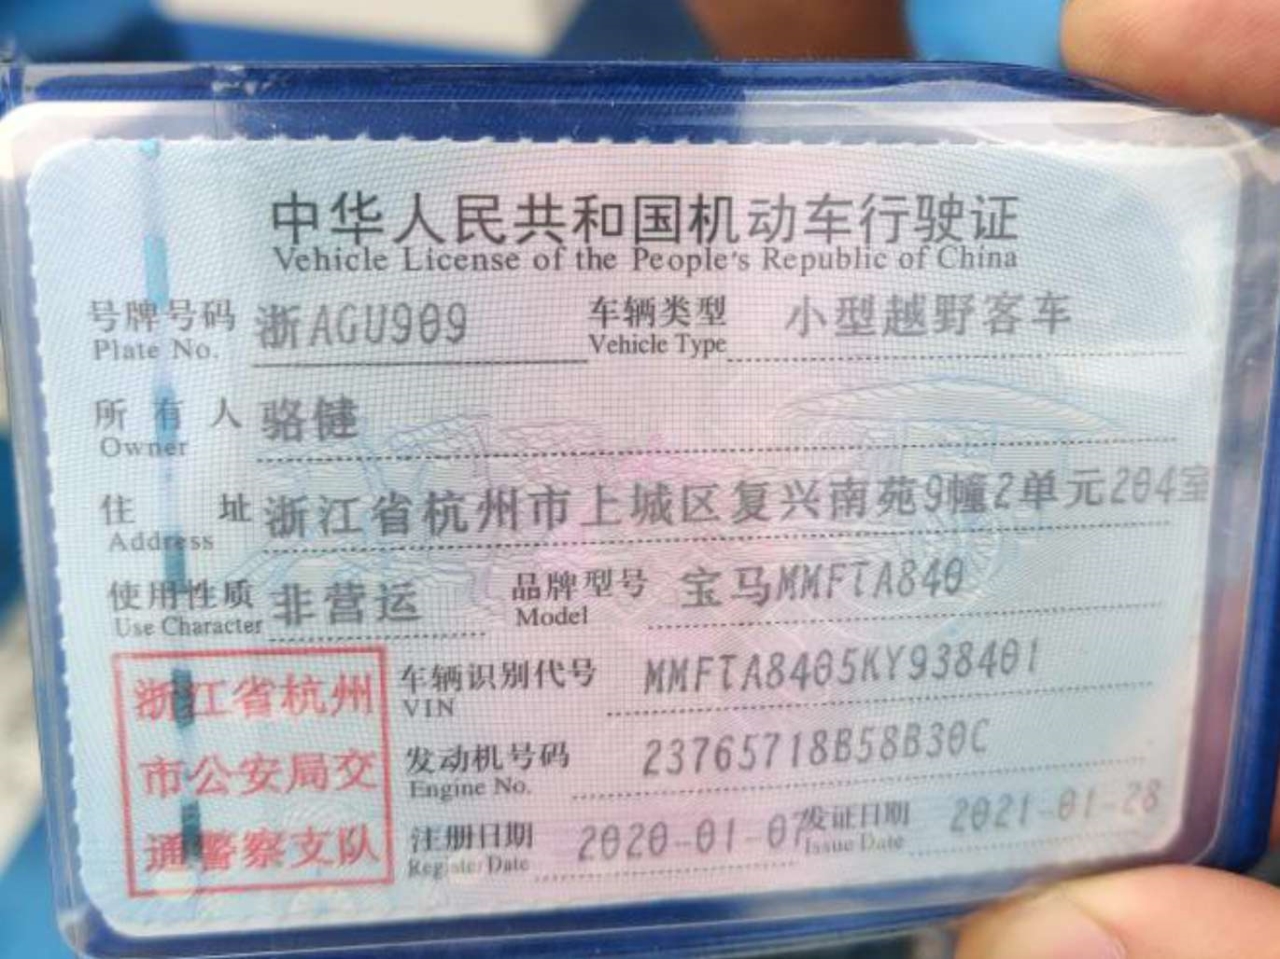 中华人民共和国机动车行驶证
Vehicle License of the People's Republic of China
号牌号码 浙AGU909 车辆类型 小型越野客车
Plate No. Vehicle Type
所有人 骆健
Owner
住址 浙江省杭州市上城区复兴南苑9幢2单元204室
Address
使用性质 非营运 品牌型号 宝马MMFTA840
Use Character Model
浙江省杭州
市公安局交
通警察支队
车辆识别代号 MMFTA8405KY938401
VIN
发动机号码 23765718B58B30C
Engine No.
注册日期 2020-01-07 发证日期 2021-01-28
Register Date Issue Date